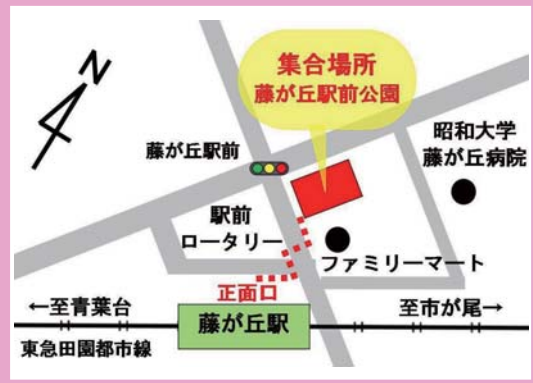 N
集合場所
藤が丘駅前公園
昭和大学
藤が丘病院
藤が丘駅前
駅前
ロータリー
ファミリーマート
正面口
←至青葉台
藤が丘駅
至市が尾→
東急田園都市線